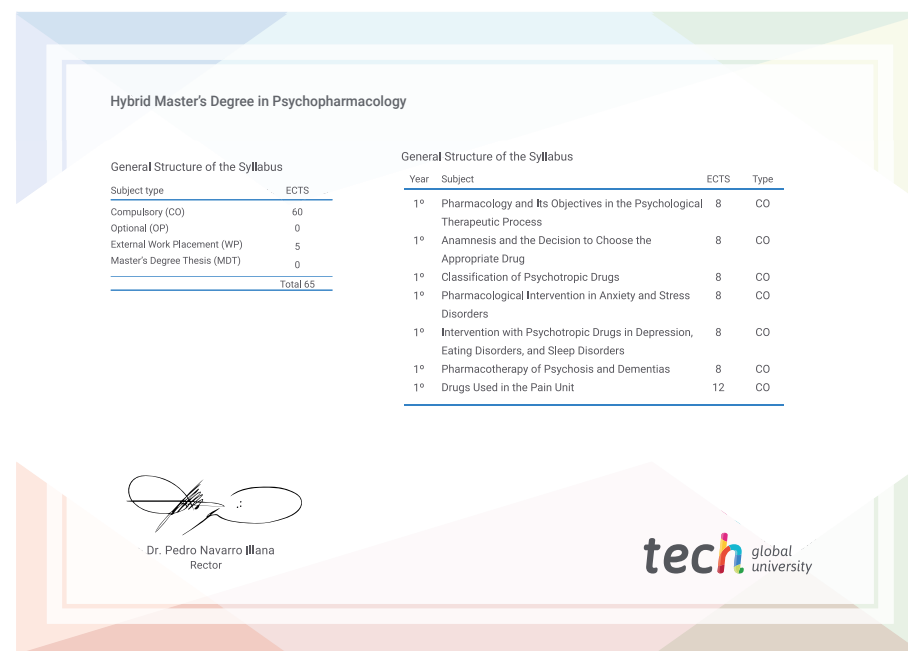 Hybrid Master's Degree in Psychopharmacology
General Structure of the Syllabus
Subject type ECTS
Compulsory (CO) 60
Optional (OP) 0
External Work Placement (WP) 5
Master's Degree Thesis (MDT) 0
Total 65
General Structure of the Syllabus
Year Subject ECTS Type
1º Pharmacology and Its Objectives in the Psychological 8 CO
Therapeutic Process
1º Anamnesis and the Decision to Choose the 8 CO
Appropriate Drug
1º Classification of Psychotropic Drugs 8 CO
1º Pharmacological Intervention in Anxiety and Stress 8 CO
Disorders
1º Intervention with Psychotropic Drugs in Depression, 8 CO
Eating Disorders, and Sleep Disorders
1º Pharmacotherapy of Psychosis and Dementias 8 CO
1º Drugs Used in the Pain Unit 12 CO
Dr. Pedro Navarro Illana
Rector
tech global
university